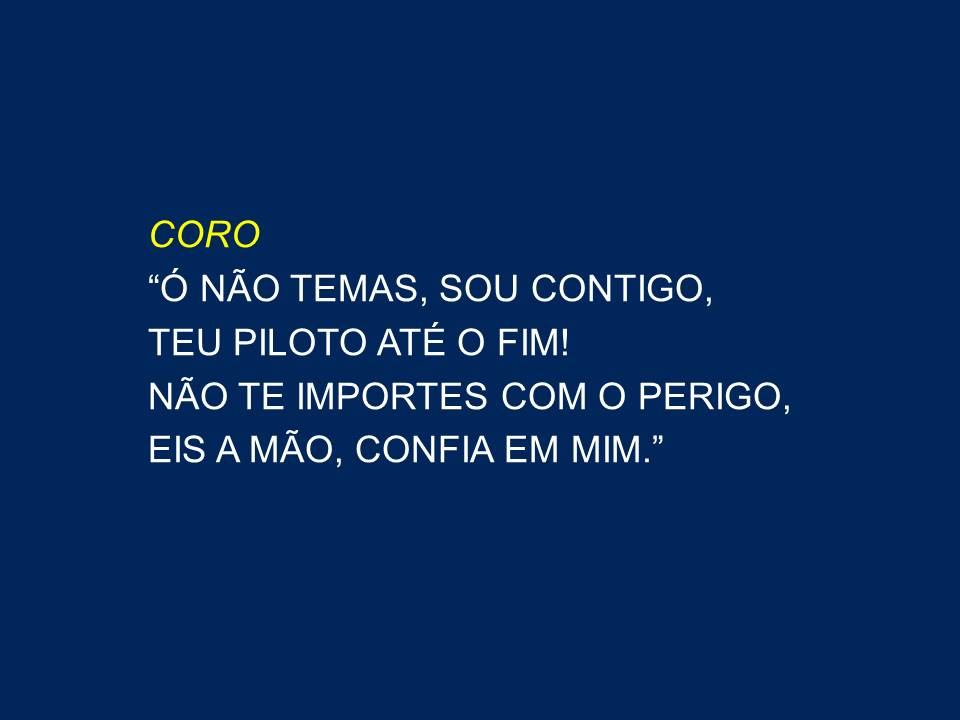 CORO
“Ó NÃO TEMAS, SOU CONTIGO,
TEU PILOTO ATÉ O FIM!
NÃO TE IMPORTES COM O PERIGO,
EIS A MÃO, CONFIA EM MIM.”